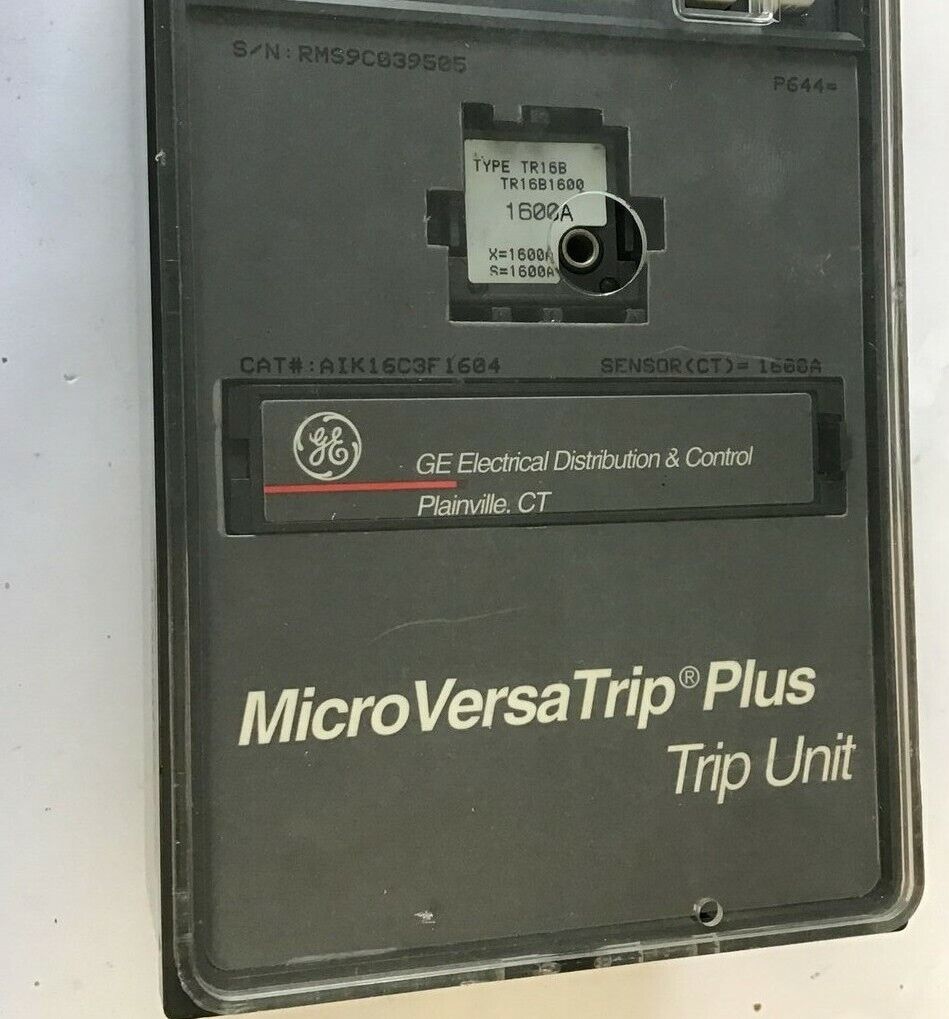 S/N: RMS9C039505
P644=
TYPE TR16B
TR16B1600
1600A
X=1600A
S=1600A
CAT#: AIK16C3F1604
SENSOR(CT)= 1600A
GE
GE Electrical Distribution & Control
Plainville. CT
MicroVersaTrip® Plus
Trip Unit